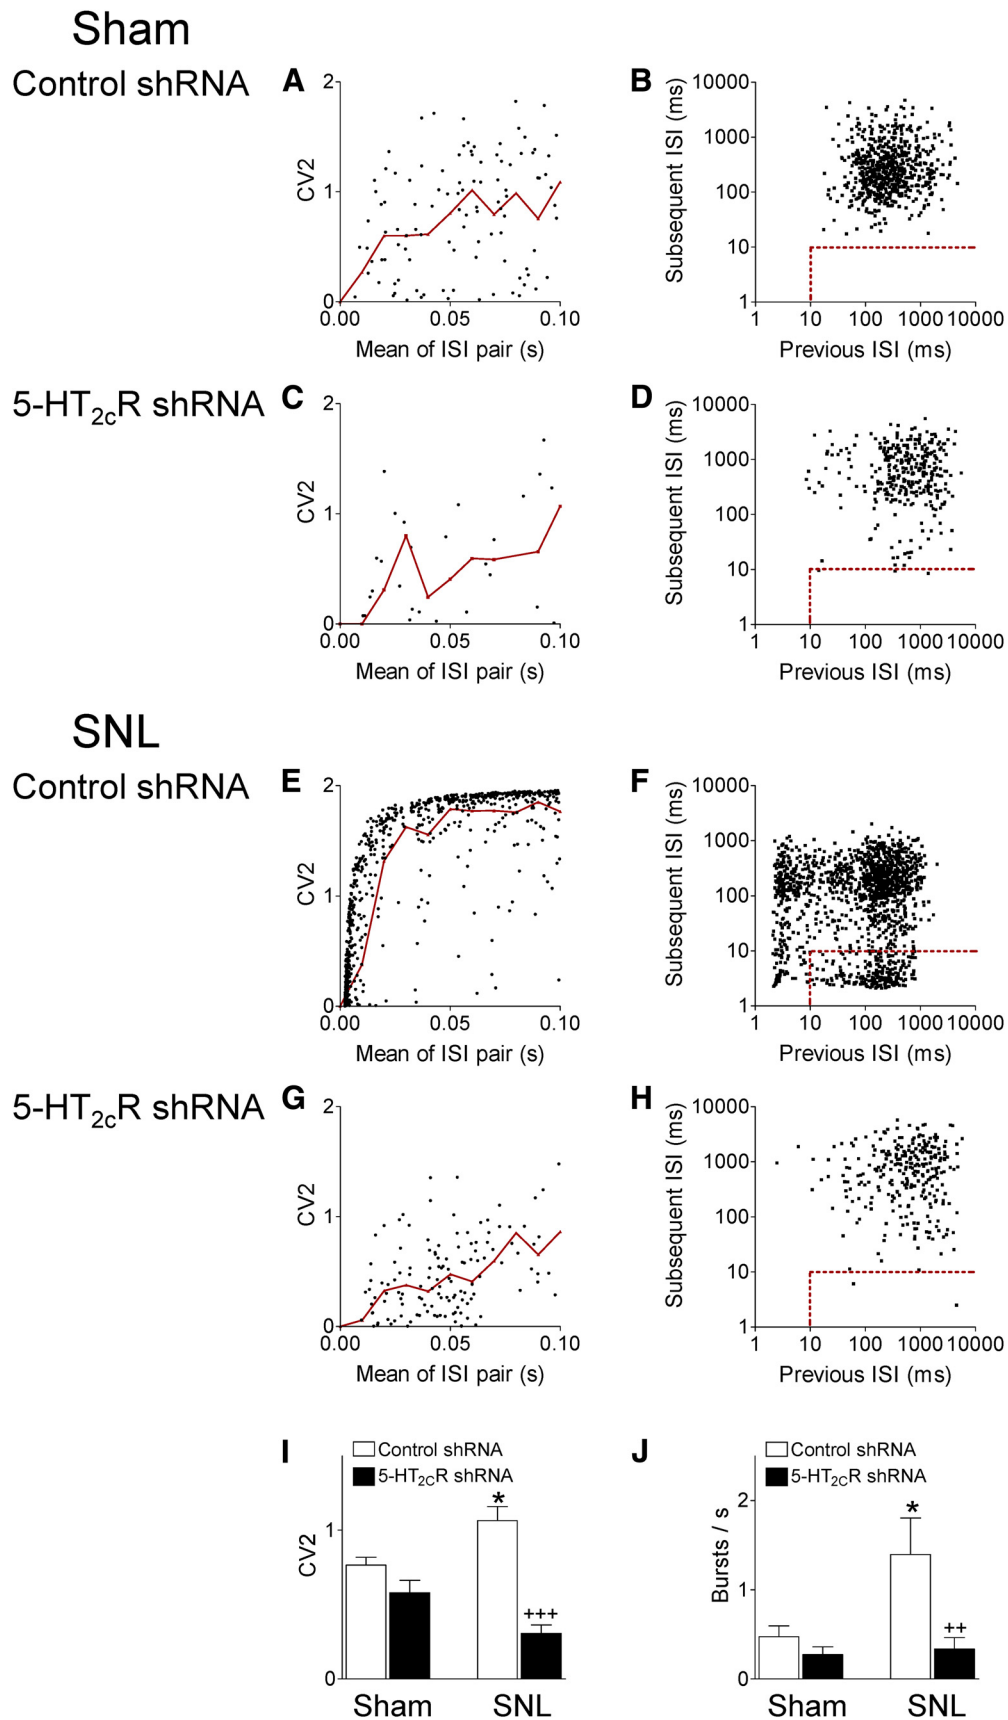 Sham
Control shRNA
A
2
1
0
CV2
0.00 0.05 0.10
Mean of ISI pair (s)
B
10000
1000
100
10
1
Subsequent ISI (ms)
1 10 100 1000 10000
Previous ISI (ms)
5-HT2cR shRNA
C
2
1
0
CV2
0.00 0.05 0.10
Mean of ISI pair (s)
D
10000
1000
100
10
1
Subsequent ISI (ms)
1 10 100 1000 10000
Previous ISI (ms)
SNL
Control shRNA
E
2
1
0
CV2
0.00 0.05 0.10
Mean of ISI pair (s)
F
10000
1000
100
10
1
Subsequent ISI (ms)
1 10 100 1000 10000
Previous ISI (ms)
5-HT2cR shRNA
G
2
1
0
CV2
0.00 0.05 0.10
Mean of ISI pair (s)
H
10000
1000
100
10
1
Subsequent ISI (ms)
1 10 100 1000 10000
Previous ISI (ms)
I
Control shRNA
5-HT2CR shRNA
*
+++
1
0
CV2
Sham SNL
J
Control shRNA
5-HT2CR shRNA
*
++
2
1
0
Bursts / s
Sham SNL